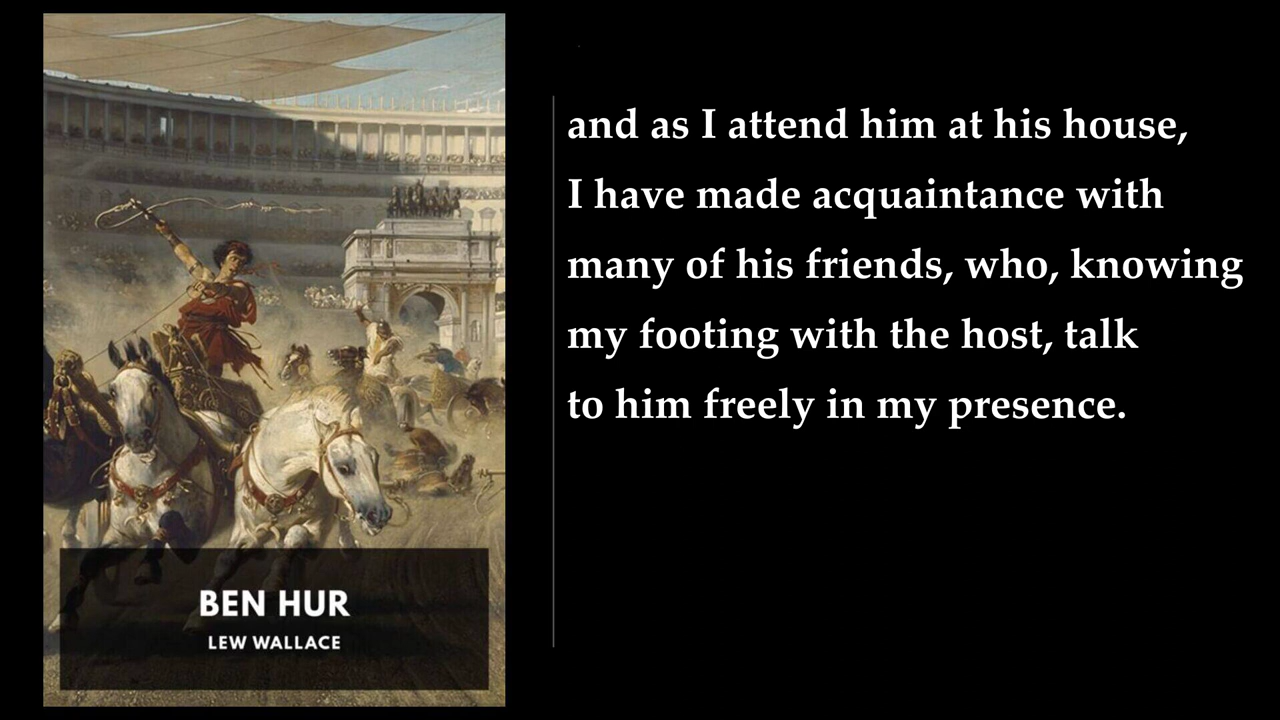 and as I attend him at his house,
I have made acquaintance with
many of his friends, who, knowing
my footing with the host, talk
to him freely in my presence.
BEN HUR
LEW WALLACE